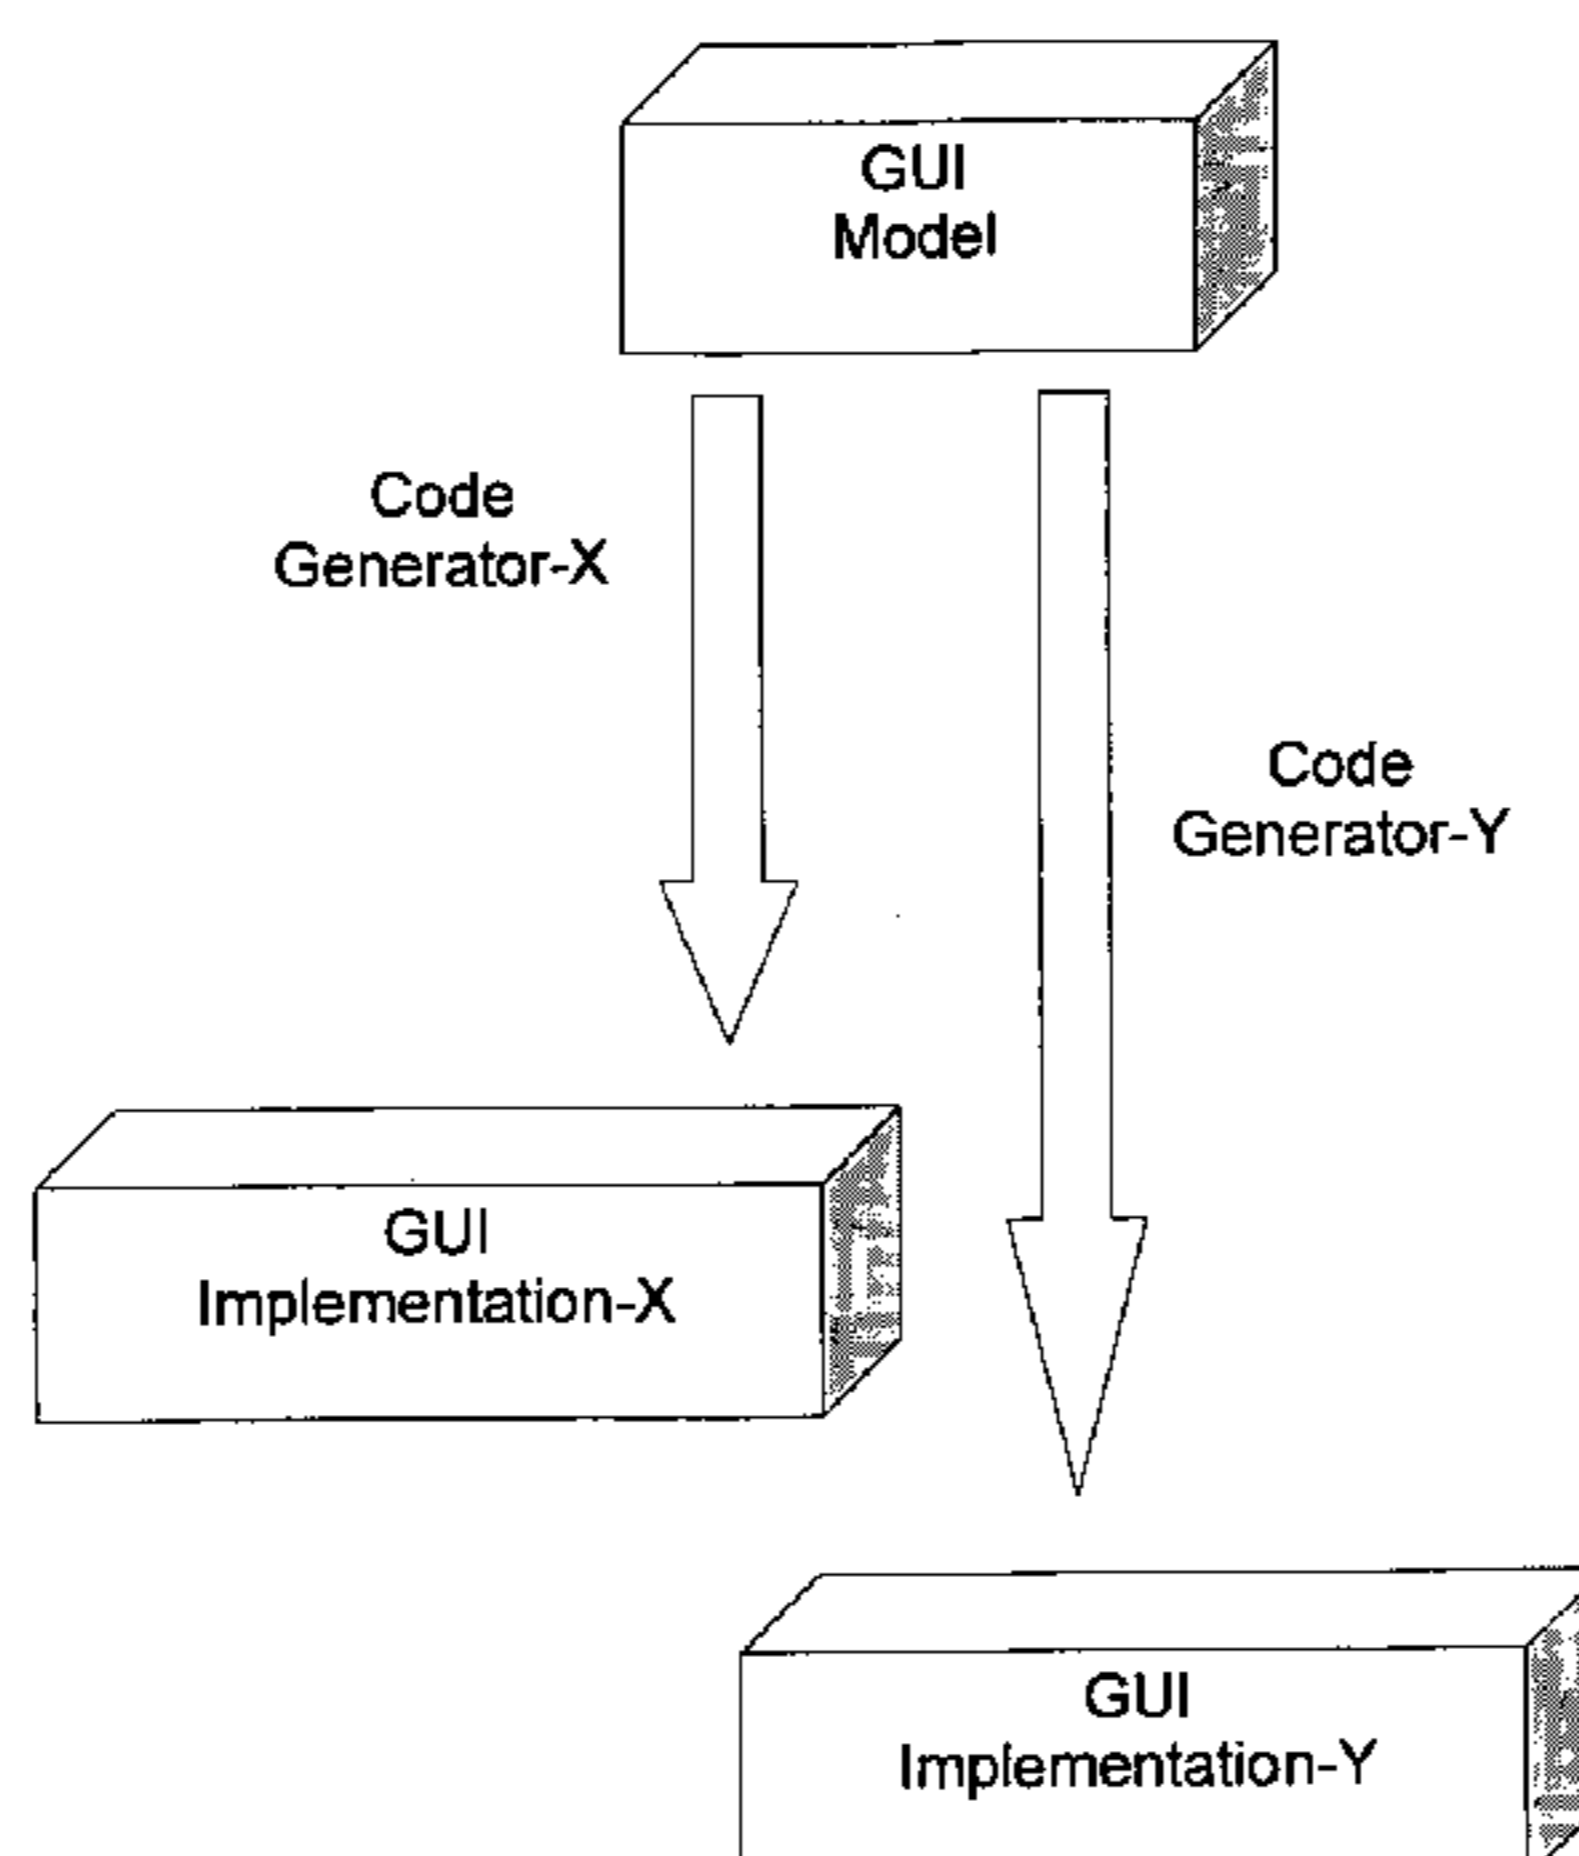 GUI
Model
Code
Generator-X
Code
Generator-Y
GUI
Implementation-X
GUI
Implementation-Y